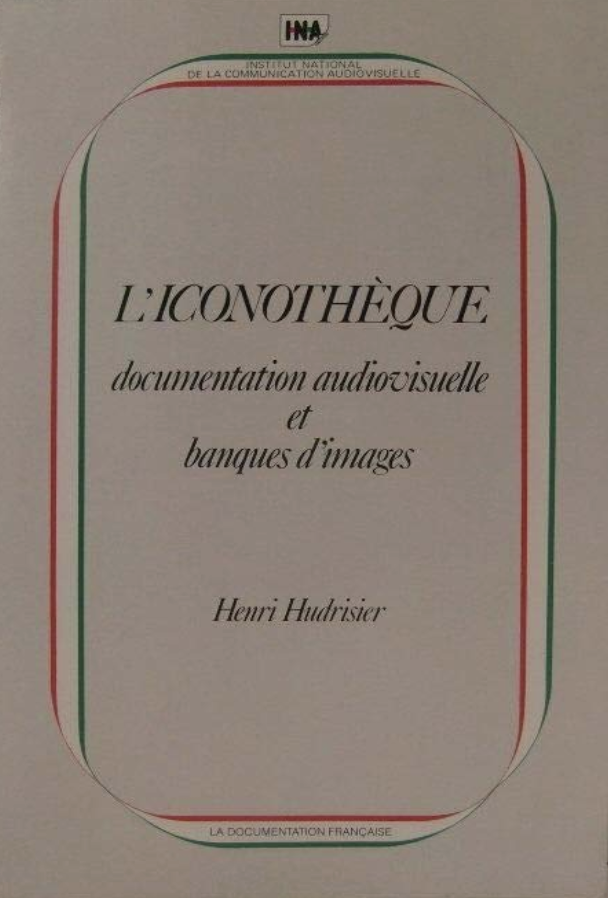 INA
INSTITUT NATIONAL
DE LA COMMUNICATION AUDIOVISUELLE
L'ICONOTHÈQUE
documentation audiovisuelle
et
banques d'images
Henri Hudrisier
LA DOCUMENTATION FRANÇAISE